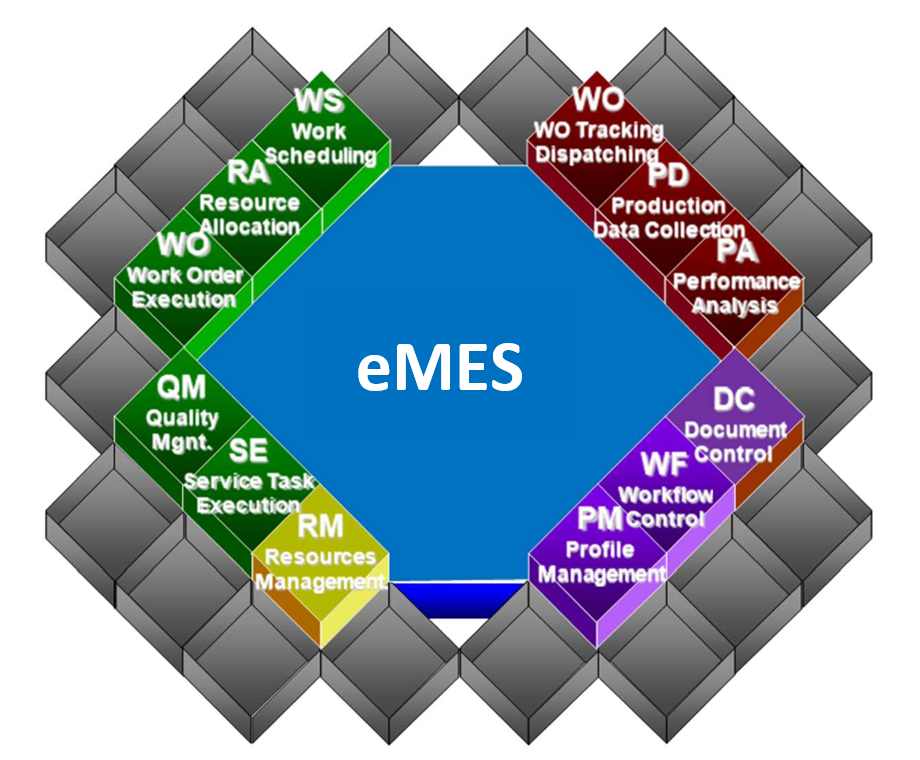 WS
Work
Scheduling
RA
Resource
Allocation
WO
Work Order
Execution
WO
WO Tracking
Dispatching
PD
Production
Data Collection
PA
Performance
Analysis
eMES
QM
Quality
Mgnt.
SE
Service Task
Execution
RM
Resources
Management.
DC
Document
Control
WF
Workflow
Control
PM
Profile
Management